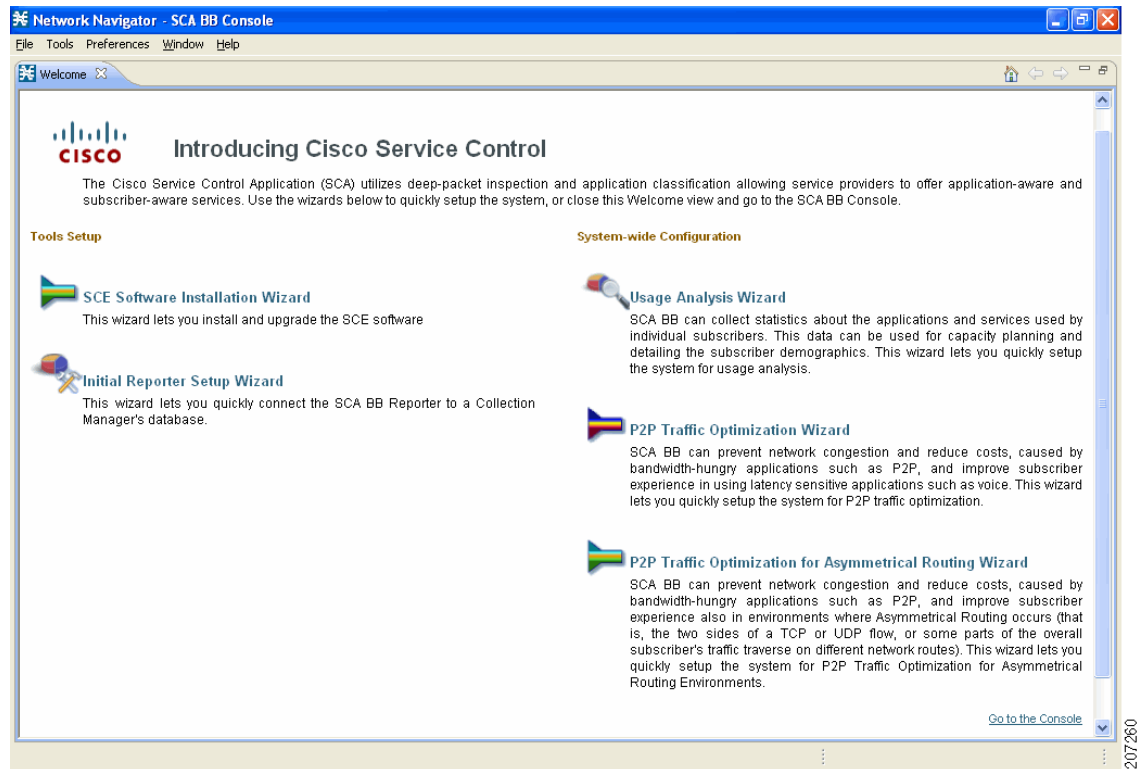 Network Navigator - SCA BB Console
File Tools Preferences Window Help
Welcome
CISCO
Introducing Cisco Service Control
The Cisco Service Control Application (SCA) utilizes deep-packet inspection and application classification allowing service providers to offer application-aware and
subscriber-aware services. Use the wizards below to quickly setup the system, or close this Welcome view and go to the SCA BB Console.
Tools Setup
SCE Software Installation Wizard
This wizard lets you install and upgrade the SCE software
Initial Reporter Setup Wizard
This wizard lets you quickly connect the SCA BB Reporter to a Collection
Manager's database.
System-wide Configuration
Usage Analysis Wizard
SCA BB can collect statistics about the applications and services used by
individual subscribers. This data can be used for capacity planning and
detailing the subscriber demographics. This wizard lets you quickly setup
the system for usage analysis.
P2P Traffic Optimization Wizard
SCA BB can prevent network congestion and reduce costs, caused by
bandwidth-hungry applications such as P2P, and improve subscriber
experience in using latency sensitive applications such as voice. This wizard
lets you quickly setup the system for P2P traffic optimization.
P2P Traffic Optimization for Asymmetrical Routing Wizard
SCA BB can prevent network congestion and reduce costs, caused by
bandwidth-hungry applications such as P2P, and improve subscriber
experience also in environments where Asymmetrical Routing occurs (that
is, the two sides of a TCP or UDP flow, or some parts of the overall
subscriber's traffic traverse on different network routes). This wizard lets you
quickly setup the system for P2P Traffic Optimization for Asymmetrical
Routing Environments.
Go to the Console
207260